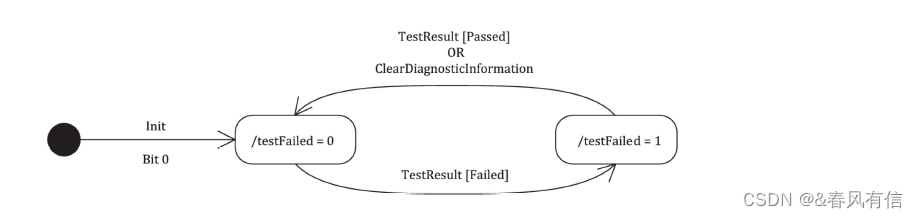 TestResult [Passed]
OR
ClearDiagnosticInformation
Init
Bit 0
/testFailed = 0
/testFailed = 1
TestResult [Failed]
CSDN @&春风有信